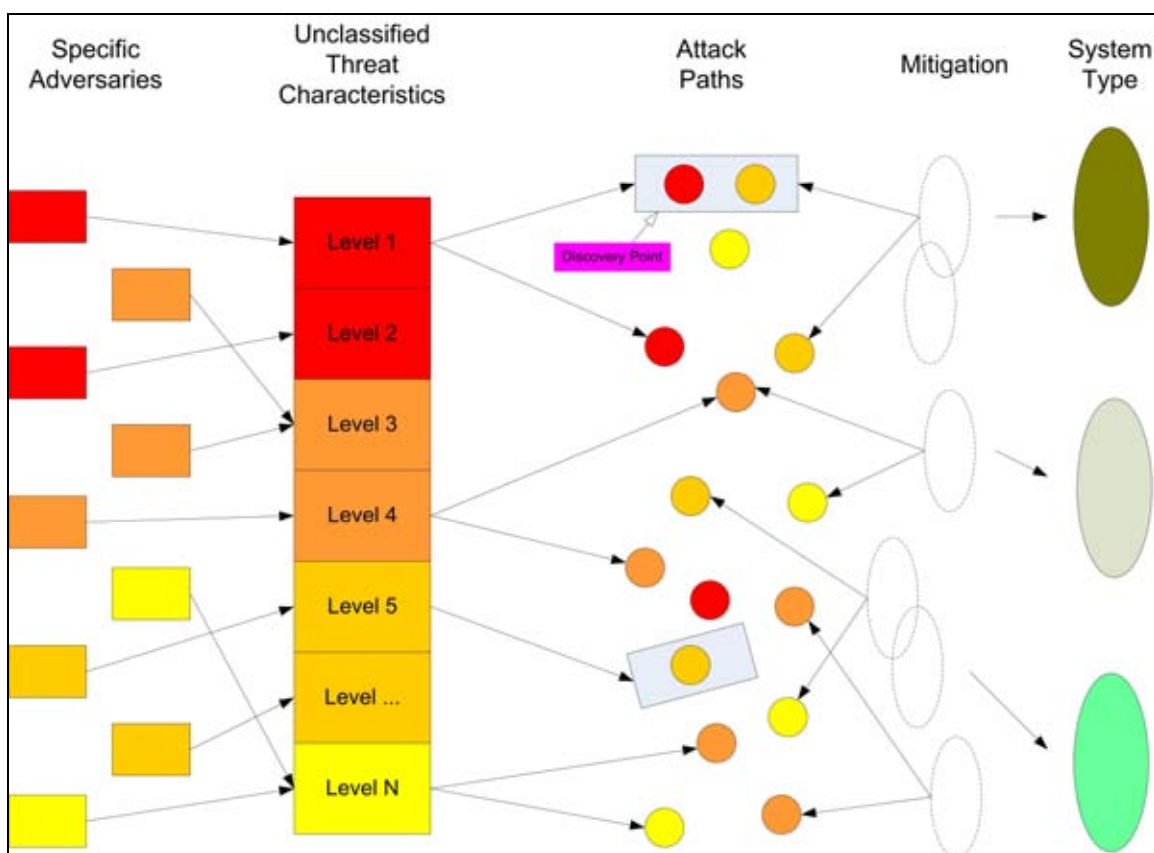 Specific
Adversaries
Unclassified
Threat
Characteristics
Attack
Paths
Mitigation
System
Type
Level 1
Level 2
Level 3
Level 4
Level 5
Level ...
Level N
Discovery Point